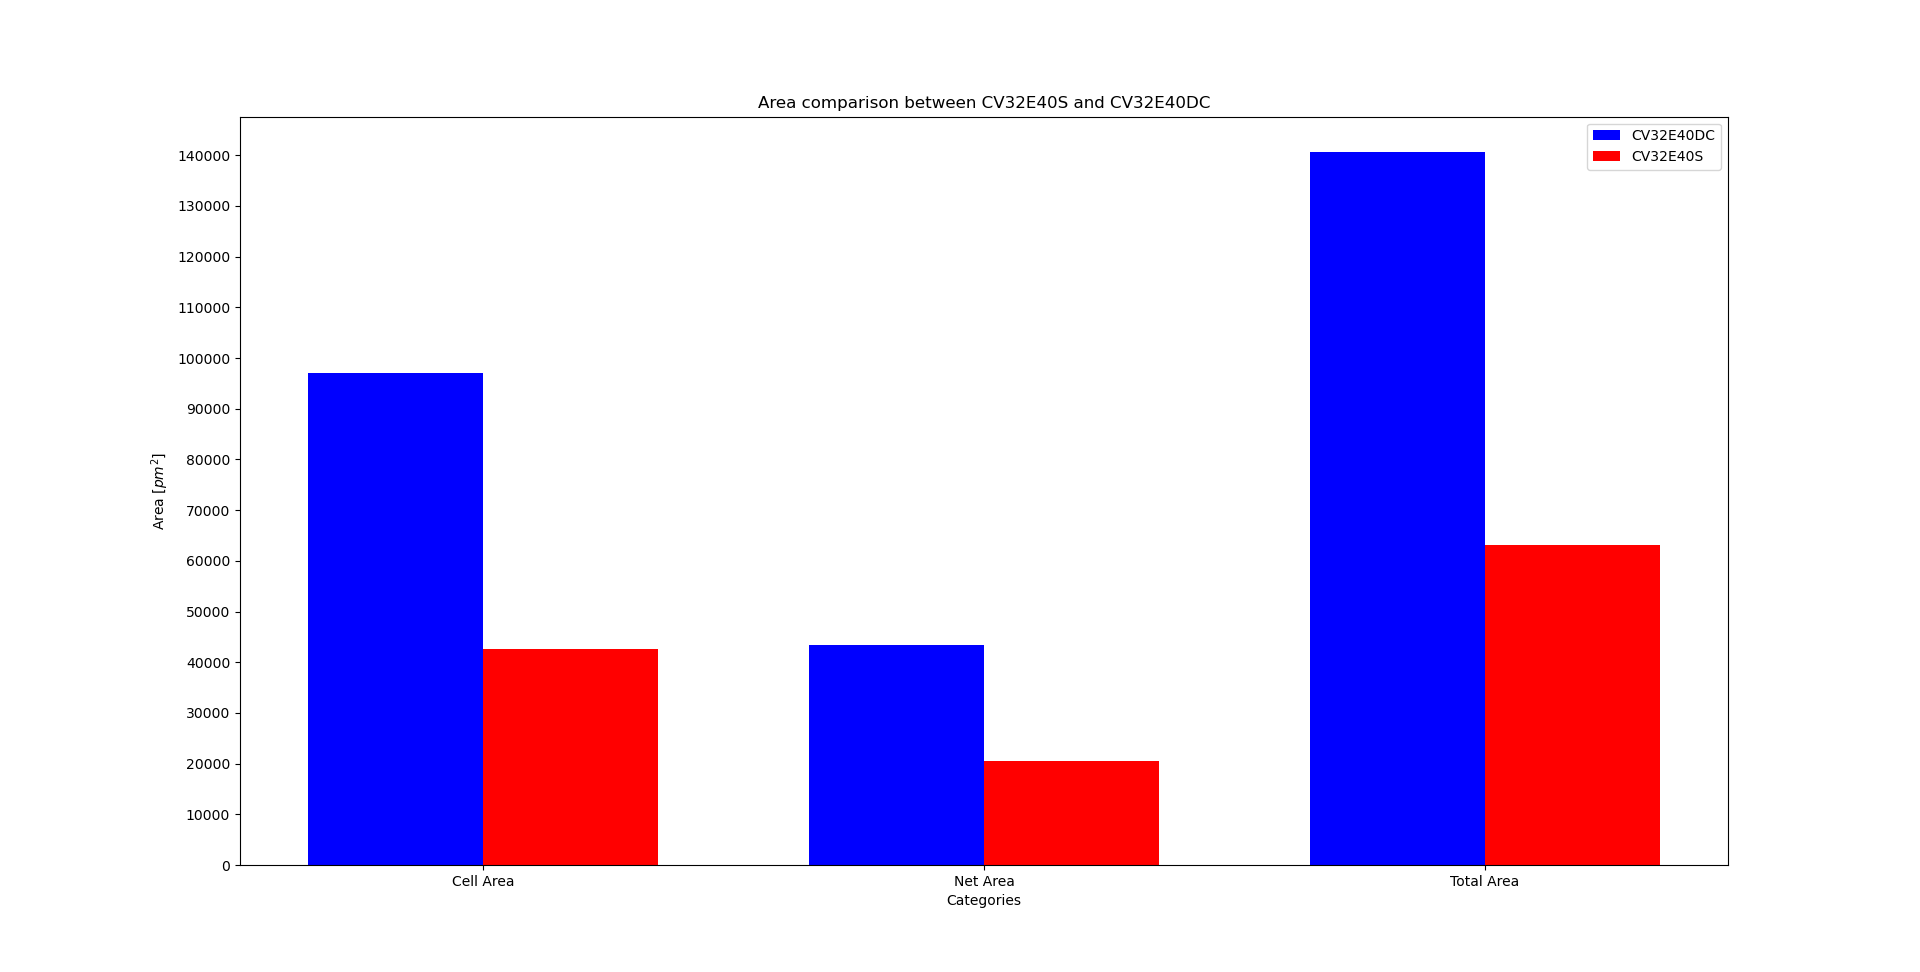 Area comparison between CV32E40S and CV32E40DC
CV32E40DC
CV32E40S
140000
130000
120000
110000
100000
90000
80000
70000
60000
50000
40000
30000
20000
10000
0
Area [pm²]
Cell Area
Net Area
Total Area
Categories